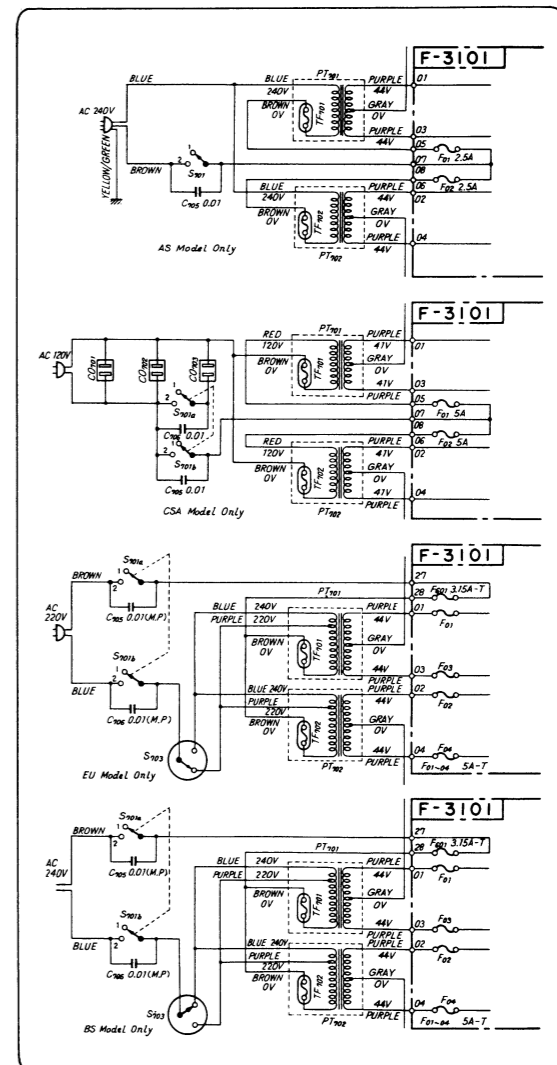 F-3101
BLUE
BLUE
240V
PT701
PURPLE
44V
01
BROWN
0V
TF701
GRAY
0V
AC 240V
YELLOW/GREEN
PURPLE
44V
03
05
F01 2.5A
07
08
BROWN
1
2
S701
C705 0.01
BLUE
240V
BROWN
0V
TF702
PURPLE
44V
06
F02 2.5A
02
GRAY
0V
PURPLE
44V
04
PT702
AS Model Only
F-3101
AC 120V
CO701
CO702
CO703
RED
120V
PT701
PURPLE
41V
01
BROWN
0V
TF701
GRAY
0V
41V
PURPLE
03
05
F01 5A
07
08
1
2
S701a
C706 0.01
1
2
S701b
C705 0.01
RED
120V
BROWN
0V
TF702
PURPLE
41V
06
F02 5A
02
GRAY
0V
41V
PURPLE
04
PT702
CSA Model Only
F-3101
BROWN
S701a
1
2
C705 0.01(M.P)
27
28
F601 3.15A-T
AC
220V
S701b
1
2
C706 0.01(M.P)
BLUE
PT701
BLUE
240V
PURPLE
220V
BROWN
0V
TF701
PURPLE
44V
01
F01
GRAY
0V
44V
PURPLE
03
F03
BLUE 240V
PURPLE
220V
BROWN
0V
TF702
44V
02
F02
GRAY
0V
44V
PURPLE
04
F04
F01~04 5A-T
S703
PT702
EU Model Only
F-3101
BROWN
S701a
1
2
C705 0.01(M.P)
27
28
F601 3.15A-T
AC
240V
S701b
1
2
C706 0.01(M.P)
BLUE
PT701
BLUE
240V
PURPLE
220V
BROWN
0V
TF701
PURPLE
44V
01
F01
GRAY
0V
44V
PURPLE
03
F03
BLUE 240V
PURPLE
220V
BROWN
0V
TF702
44V
02
F02
GRAY
0V
44V
PURPLE
04
F04
F01~04 5A-T
S703
PT702
BS Model Only